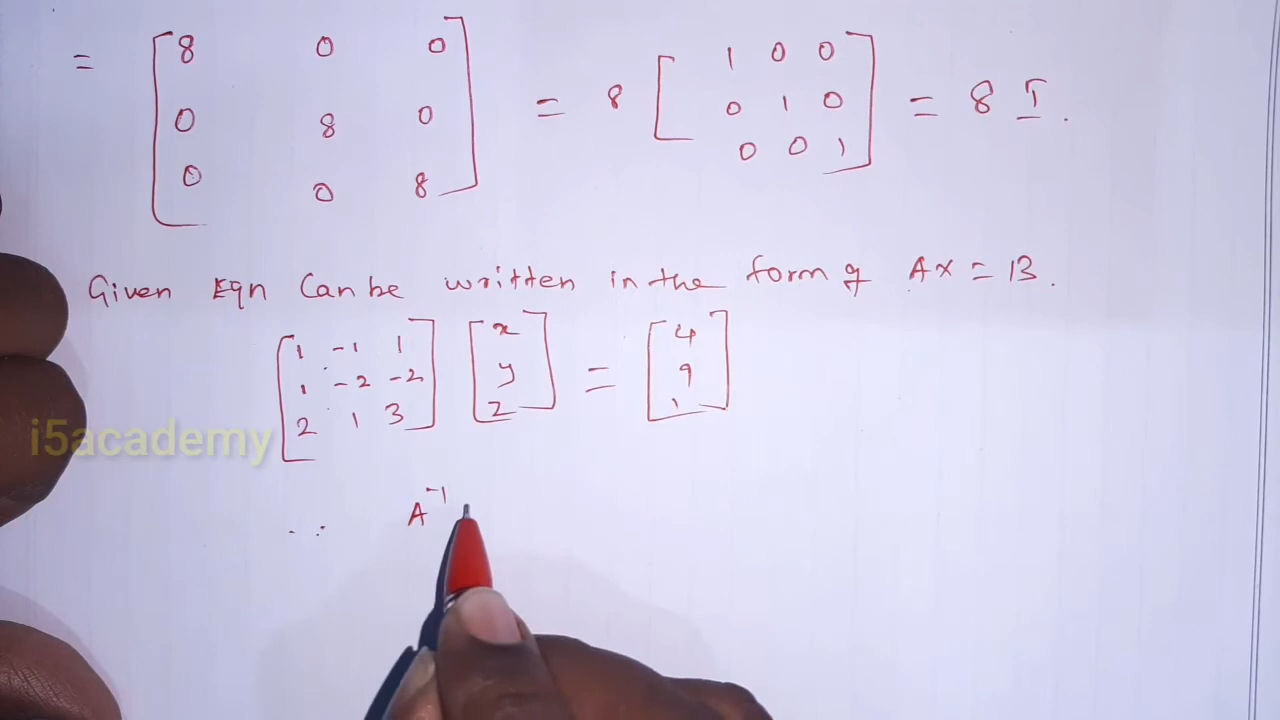 = [8 0 0 0 8 0 0 0 8] = 8 [1 0 0 0 1 0 0 0 1] = 8 I.
Given Eqn Can be written in the form of AX = B.
[1 -1 1 1 -2 -2 2 1 3] [x y z] = [4 9 1]
i5academy
∴ A⁻¹